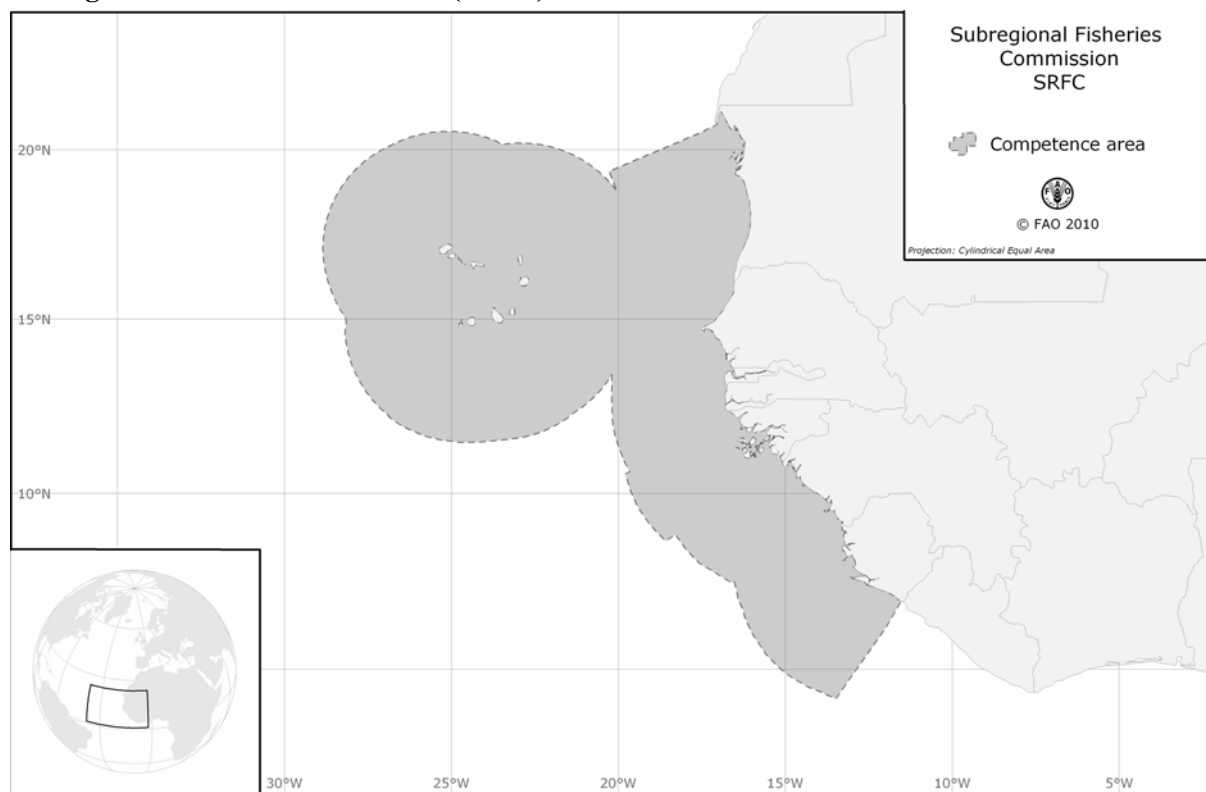 Subregional Fisheries
Commission
SRFC
Competence area
F A O
© FAO 2010
Projection: Cylindrical Equal Area
20°N
15°N
10°N
30°W
25°W
20°W
15°W
10°W
5°W